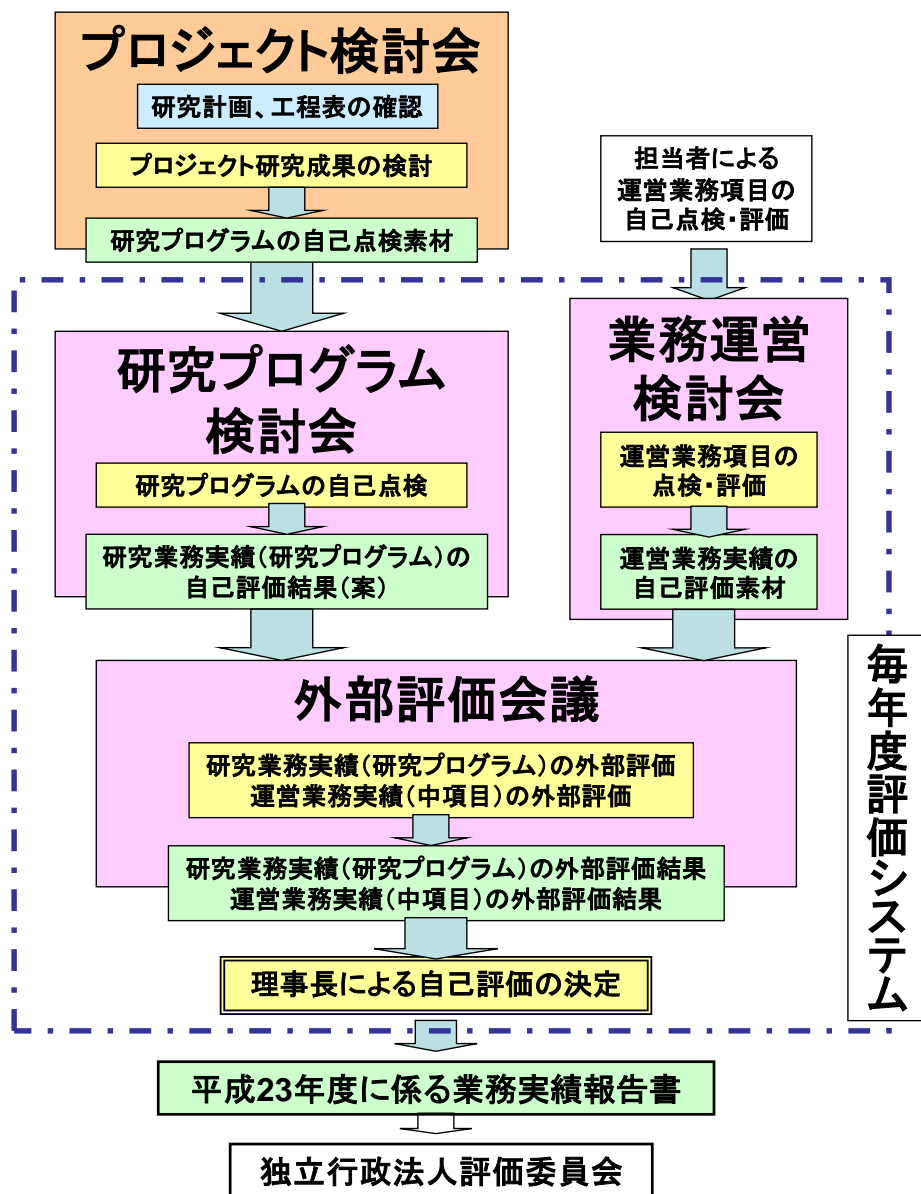 プロジェクト検討会
研究計画、工程表の確認
プロジェクト研究成果の検討
研究プログラムの自己点検素材
担当者による
運営業務項目の
自己点検・評価
研究プログラム
検討会
研究プログラムの自己点検
研究業務実績(研究プログラム)の
自己評価結果(案)
業務運営
検討会
運営業務項目の
点検・評価
運営業務実績の
自己評価素材
外部評価会議
研究業務実績(研究プログラム)の外部評価
運営業務実績(中項目)の外部評価
研究業務実績(研究プログラム)の外部評価結果
運営業務実績(中項目)の外部評価結果
理事長による自己評価の決定
毎年度評価システム
平成23年度に係る業務実績報告書
独立行政法人評価委員会